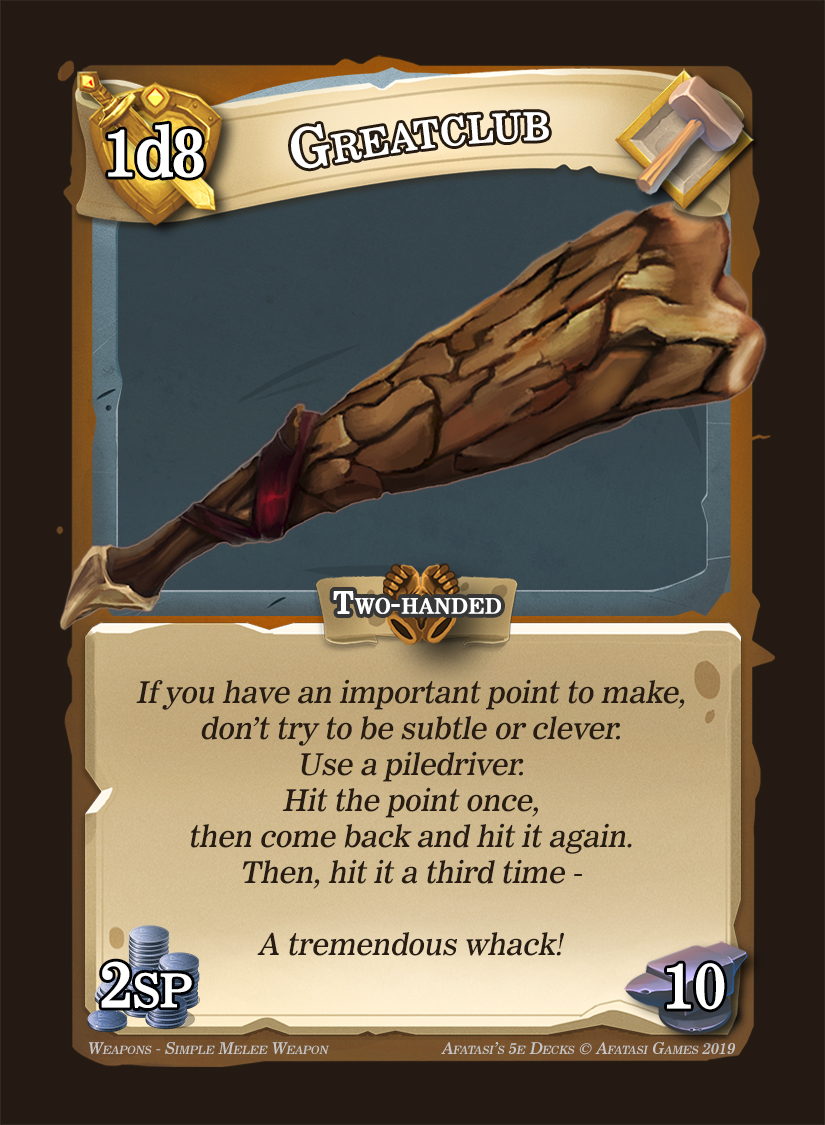 1d8
Greatclub
Two-handed
If you have an important point to make,
don't try to be subtle or clever.
Use a piledriver.
Hit the point once,
then come back and hit it again.
Then, hit it a third time -
A tremendous whack!
2SP
10
Weapons - Simple Melee Weapon
Afatasi's 5e Decks © Afatasi Games 2019